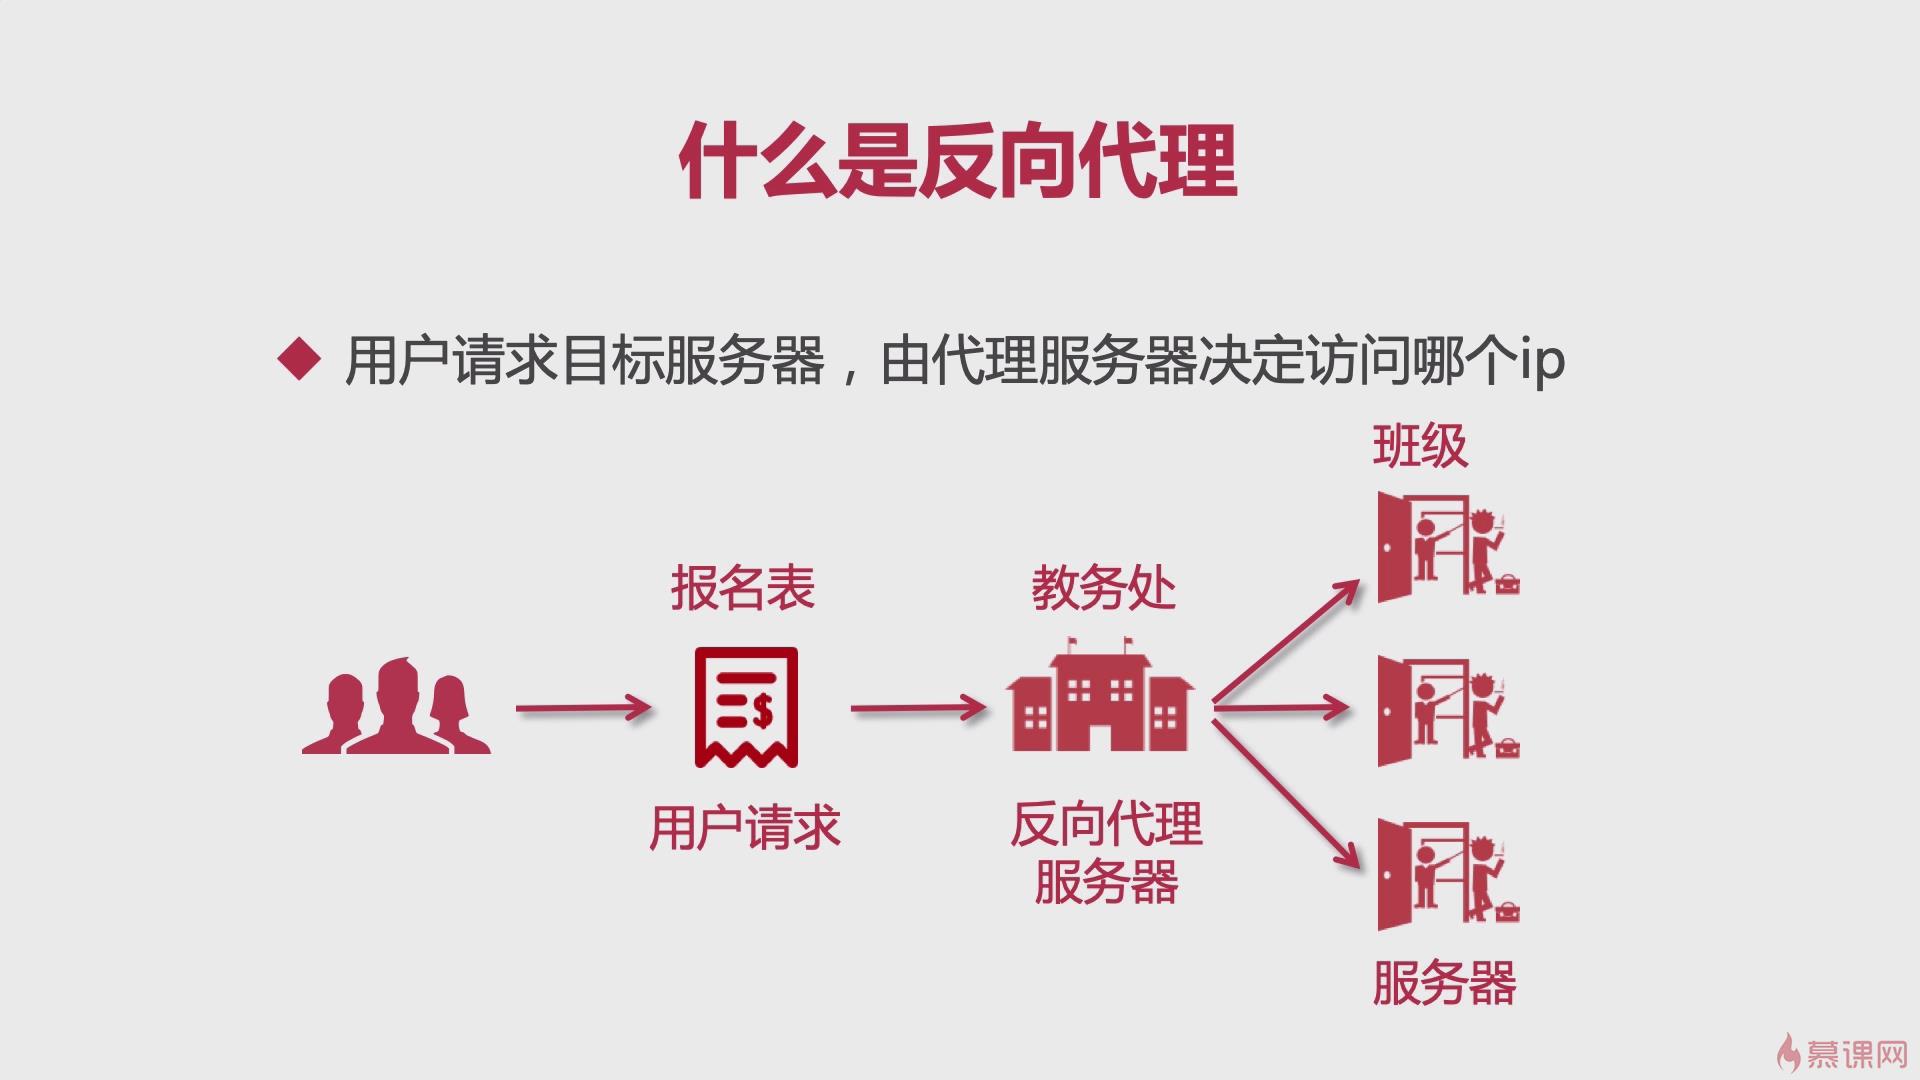 什么是反向代理
用户请求目标服务器，由代理服务器决定访问哪个ip
班级
报名表
教务处
$
用户请求
反向代理
服务器
服务器
慕课网